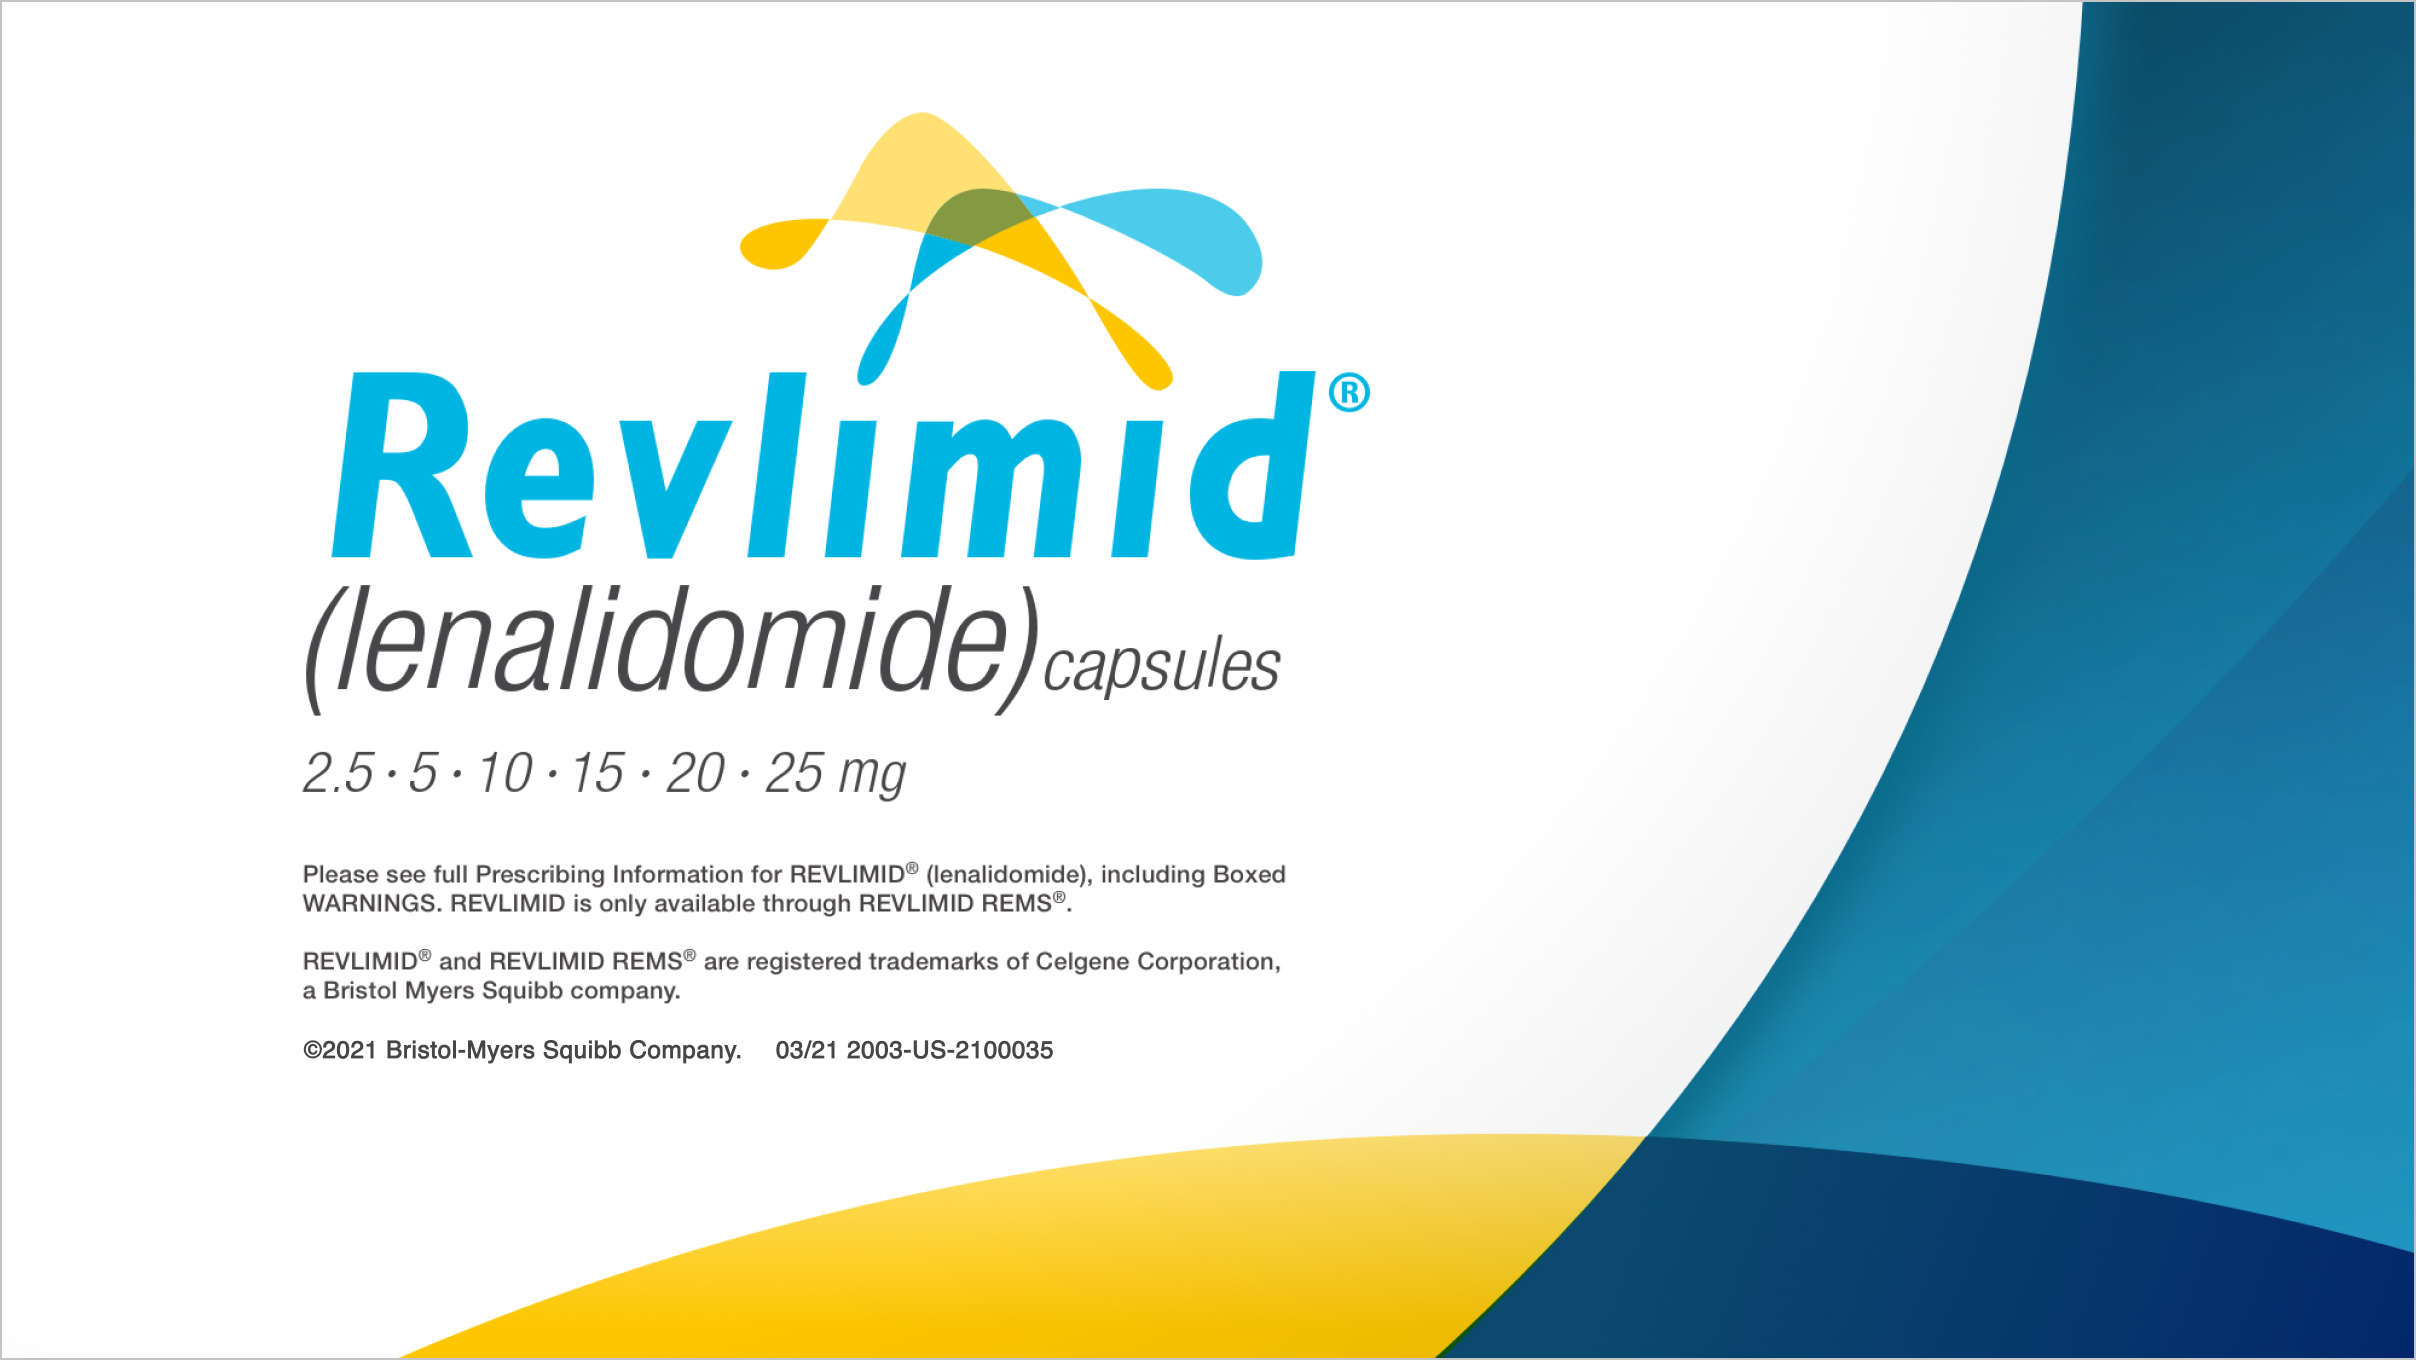 Revlimid®
(lenalidomide) capsules
2.5 · 5 · 10 · 15 · 20 · 25 mg
Please see full Prescribing Information for REVLIMID® (lenalidomide), including Boxed
WARNINGS. REVLIMID is only available through REVLIMID REMS®.
REVLIMID® and REVLIMID REMS® are registered trademarks of Celgene Corporation,
a Bristol Myers Squibb company.
©2021 Bristol-Myers Squibb Company. 03/21 2003-US-2100035